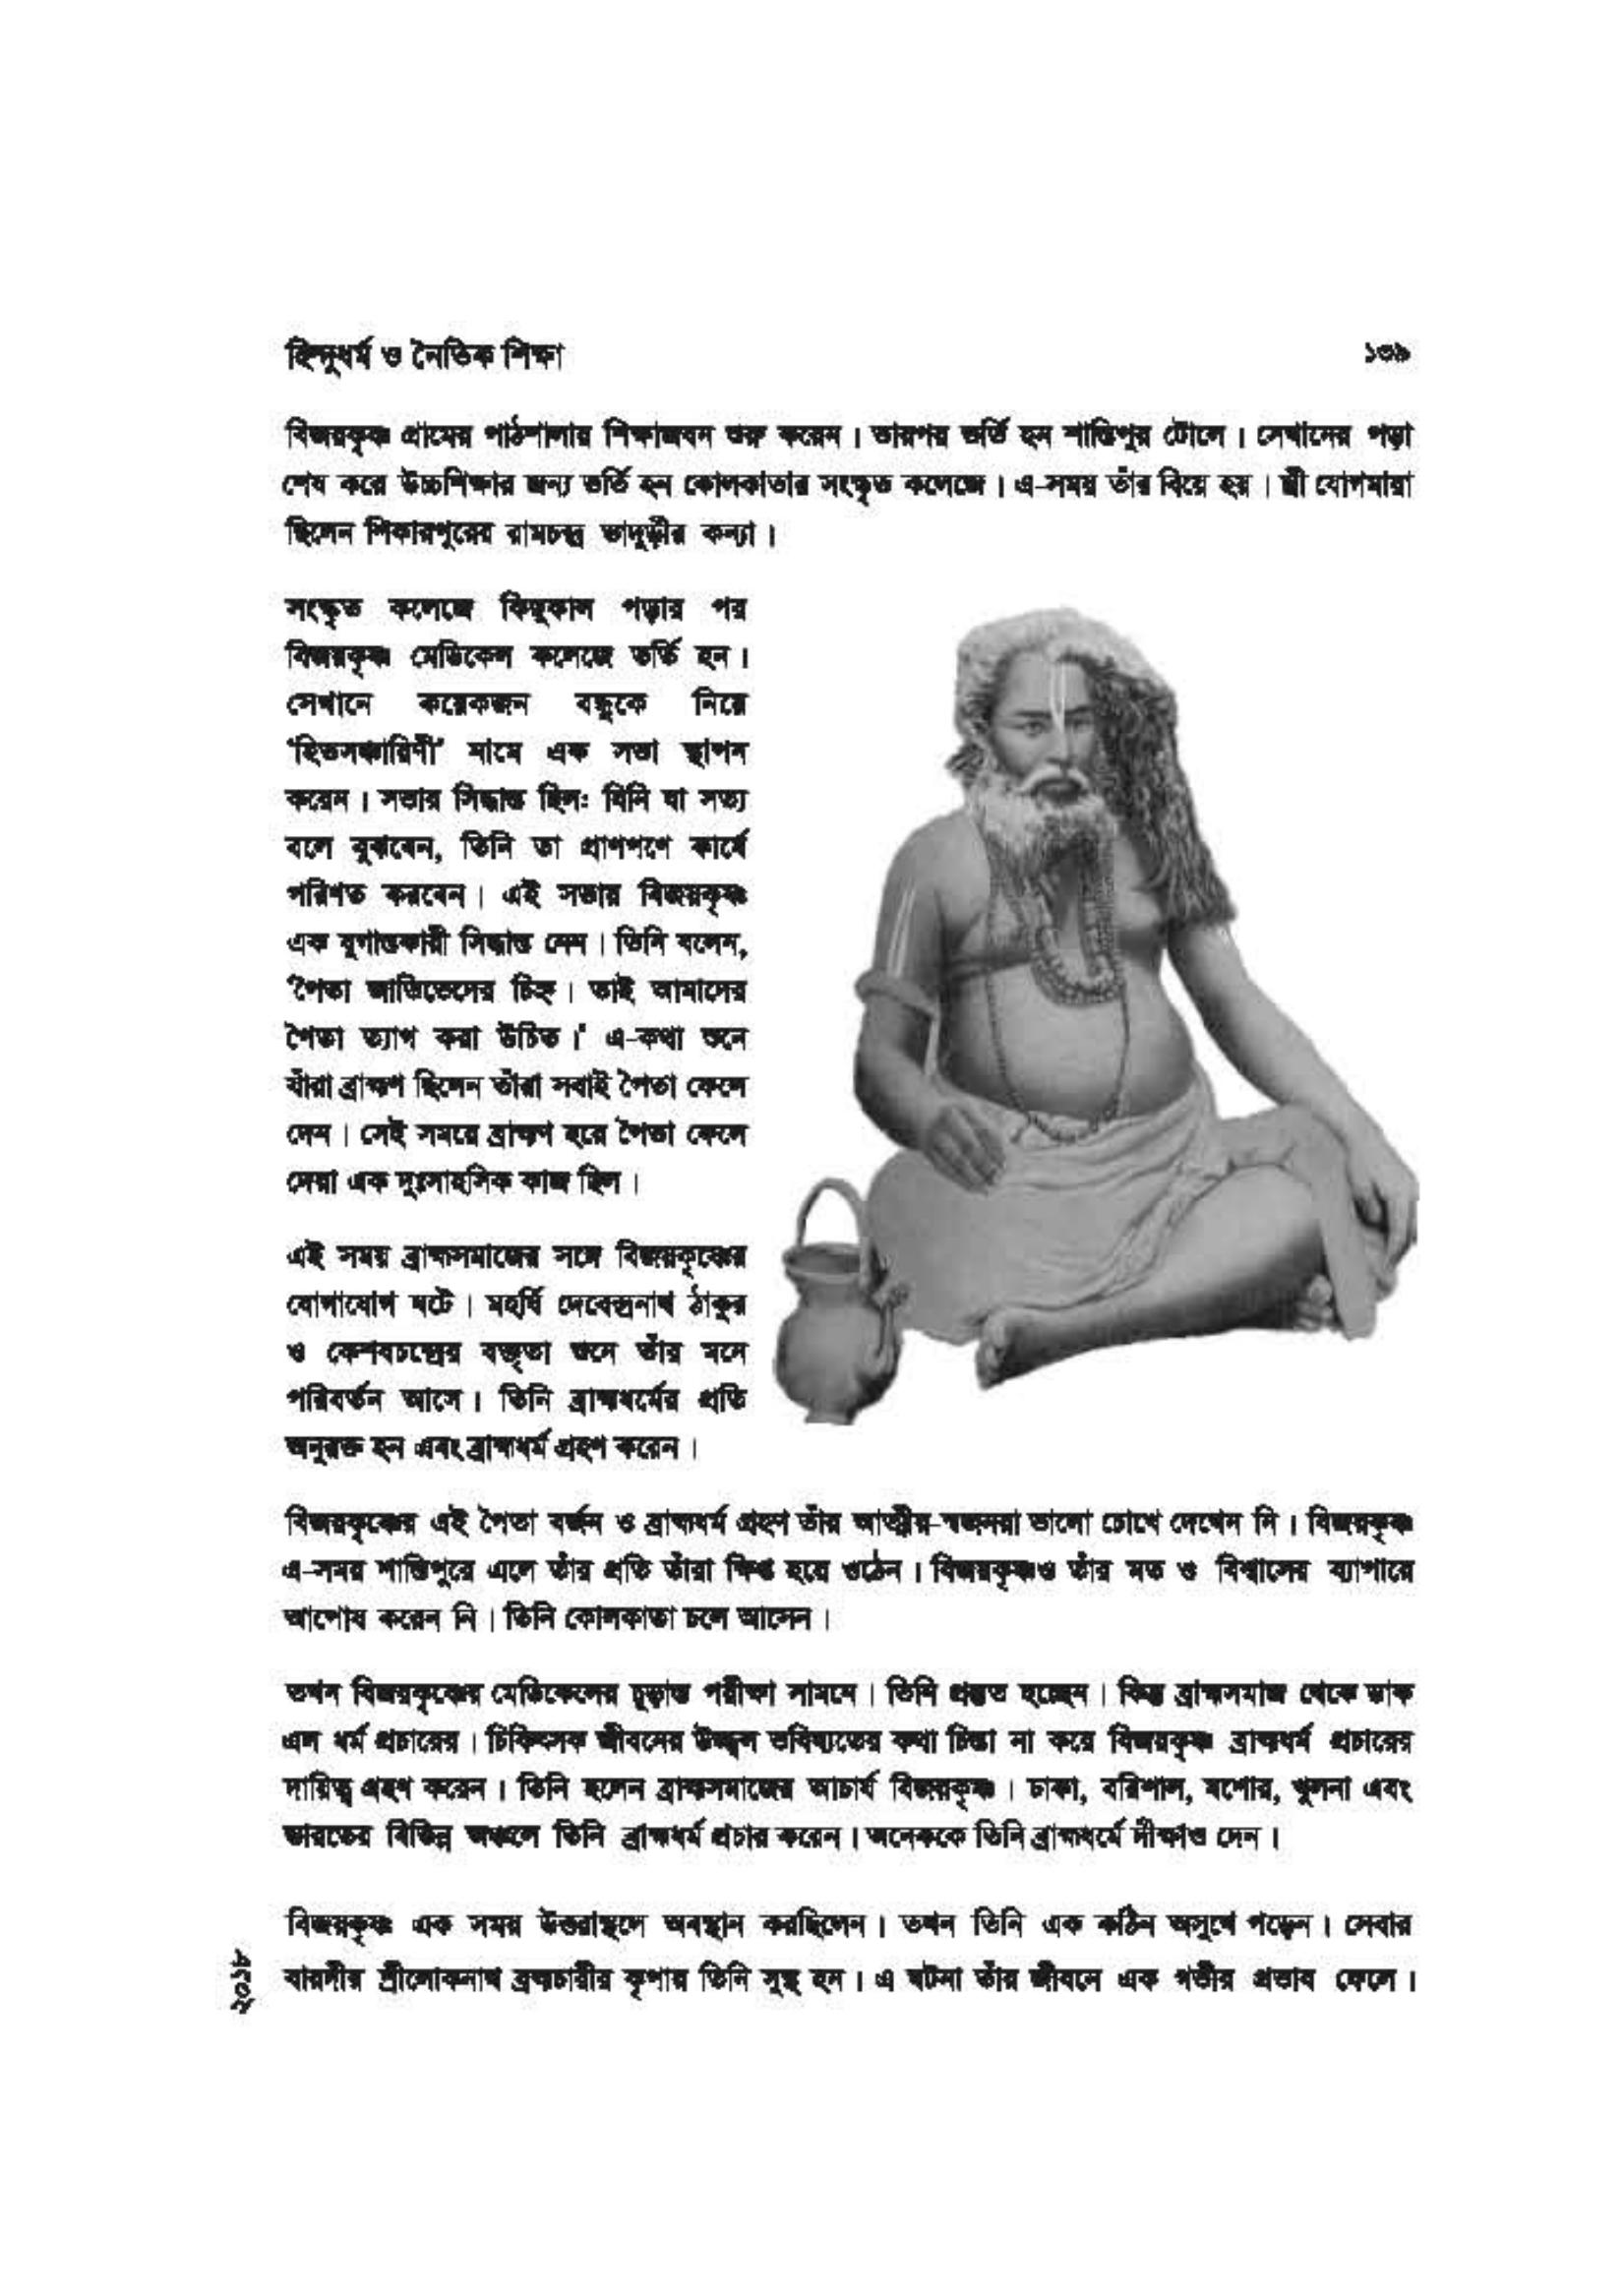 হিন্দুধর্ম ও নৈতিক শিক্ষা
১৩৯
বিজয়কৃষ্ণ গ্রামের পাঠশালায় শিক্ষাজীবন শুরু করেন। তারপর ভর্তি হন শান্তিপুর টোলে। সেখানের পড়া
শেষ করে উচ্চশিক্ষার জন্য ভর্তি হন কোলকাতার সংস্কৃত কলেজে। এ-সময় তাঁর বিয়ে হয়। স্ত্রী যোগমায়া
ছিলেন শিকারপুরের রামচন্দ্র ভাদুড়ীর কন্যা।
সংস্কৃত কলেজে কিছুকাল পড়ার পর
বিজয়কৃষ্ণ মেডিকেল কলেজে ভর্তি হন।
সেখানে কয়েকজন বন্ধুকে নিয়ে
‘হিতসঞ্চারিণী’ নামে এক সভা স্থাপন
করেন। সভার সিদ্ধান্ত ছিল: যিনি যা সত্য
বলে বুঝবেন, তিনি তা প্রাণপণে কার্যে
পরিণত করবেন। এই সভায় বিজয়কৃষ্ণ
এক যুগান্তকারী সিদ্ধান্ত নেন। তিনি বলেন,
‘পৈতা জাতিভেদের চিহ্ন। তাই আমাদের
পৈতা ত্যাগ করা উচিত।’ এ-কথা শুনে
যাঁরা ব্রাহ্মণ ছিলেন তাঁরা সবাই পৈতা ফেলে
দেন। সেই সময়ে ব্রাহ্মণ হয়ে পৈতা ফেলে
দেয়া এক দুঃসাহসিক কাজ ছিল।
এই সময় ব্রাহ্মসমাজের সঙ্গে বিজয়কৃষ্ণের
যোগাযোগ ঘটে। মহর্ষি দেবেন্দ্রনাথ ঠাকুর
ও কেশবচন্দ্রের বক্তৃতা শুনে তাঁর মনে
পরিবর্তন আসে। তিনি ব্রাহ্মধর্মের প্রতি
অনুরক্ত হন এবং ব্রাহ্মধর্ম গ্রহণ করেন।
বিজয়কৃষ্ণের এই পৈতা বর্জন ও ব্রাহ্মধর্ম গ্রহণ তাঁর আত্মীয়-স্বজনরা ভালো চোখে দেখেন নি। বিজয়কৃষ্ণ
এ-সময় শান্তিপুরে এলে তাঁর প্রতি তাঁরা ক্ষিপ্ত হয়ে ওঠেন। বিজয়কৃষ্ণও তাঁর মত ও বিশ্বাসের ব্যাপারে
আপোষ করেন নি। তিনি কোলকাতা চলে আসেন।
তখন বিজয়কৃষ্ণের মেডিকেলের চূড়ান্ত পরীক্ষা সামনে। তিনি প্রস্তুত হচ্ছেন। কিন্তু ব্রাহ্মসমাজ থেকে ডাক
এল ধর্ম প্রচারের। চিকিৎসক জীবনের উজ্জ্বল ভবিষ্যতের কথা চিন্তা না করে বিজয়কৃষ্ণ ব্রাহ্মধর্ম প্রচারের
দায়িত্ব গ্রহণ করেন। তিনি হলেন ব্রাহ্মসমাজের আচার্য বিজয়কৃষ্ণ। ঢাকা, বরিশাল, যশোর, খুলনা এবং
ভারতের বিভিন্ন অঞ্চলে তিনি ব্রাহ্মধর্ম প্রচার করেন। অনেককে তিনি ব্রাহ্মধর্মে দীক্ষাও দেন।
বিজয়কৃষ্ণ এক সময় উত্তরাঞ্চলে অবস্থান করছিলেন। তখন তিনি এক কঠিন অসুখে পড়েন। সেবার
বারদীর শ্রীলোকনাথ ব্রহ্মচারীর কৃপায় তিনি সুস্থ হন। এ ঘটনা তাঁর জীবনে এক গভীর প্রভাব ফেলে।
২০১৮